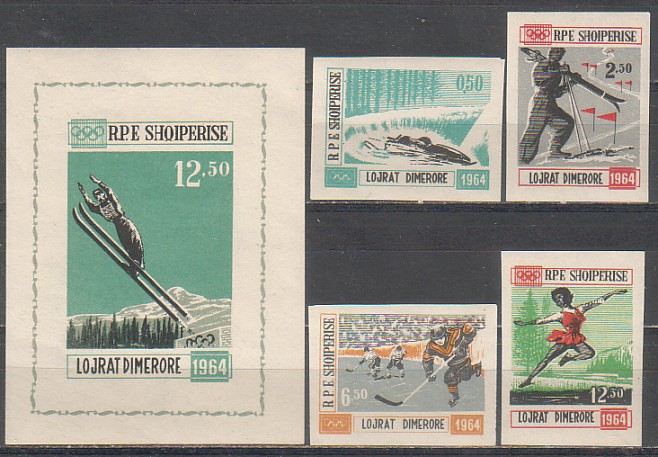 R.P.E SHQIPERISE
12.50
LOJRAT DIMERORE 1964
R.P.E SHQIPERISE
0,50
LOJRAT DIMERORE 1964
R.P.E SHQIPERISE
2.50
LOJRAT DIMERORE 1964
R.P.E SHQIPERISE
6.50
LOJRAT DIMERORE 1964
R.P.E SHQIPERISE
12.50
LOJRAT DIMERORE 1964